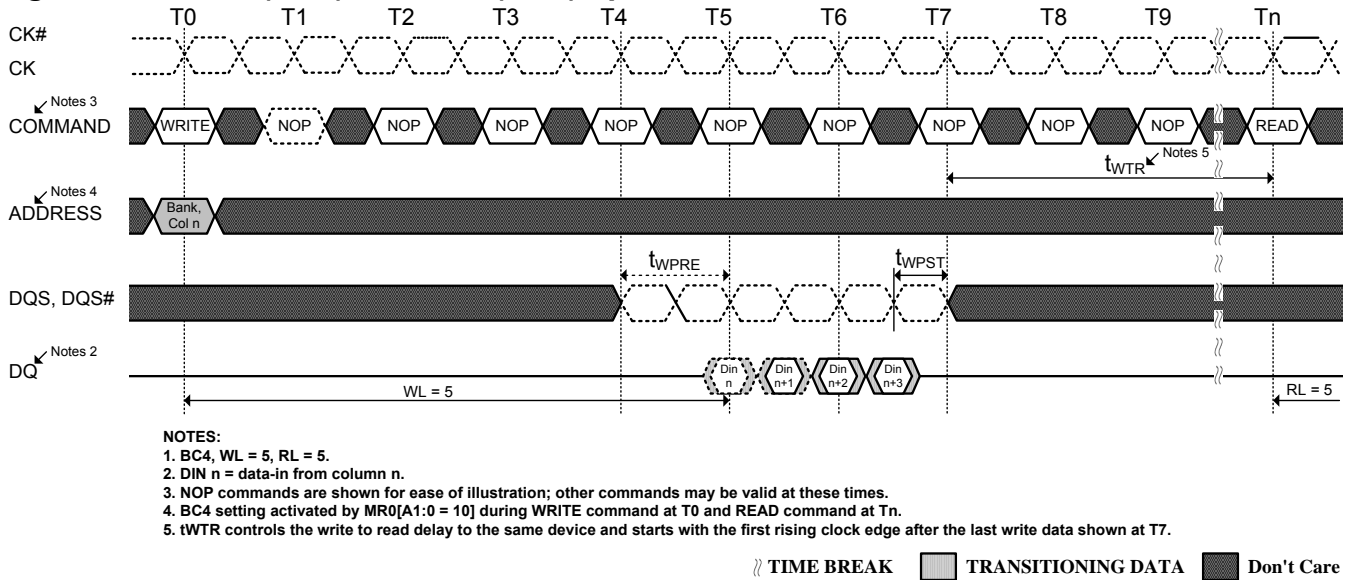 T0 T1 T2 T3 T4 T5 T6 T7 T8 T9 Tn
CK#
CK
Notes 3
COMMAND WRITE NOP NOP NOP NOP NOP NOP NOP NOP NOP READ
tWTR Notes 5
Notes 4
ADDRESS Bank, Col n
tWPRE tWPST
DQS, DQS#
Notes 2
DQ Din n Din n+1 Din n+2 Din n+3
WL = 5 RL = 5
NOTES:
1. BC4, WL = 5, RL = 5.
2. DIN n = data-in from column n.
3. NOP commands are shown for ease of illustration; other commands may be valid at these times.
4. BC4 setting activated by MR0[A1:0 = 10] during WRITE command at T0 and READ command at Tn.
5. tWTR controls the write to read delay to the same device and starts with the first rising clock edge after the last write data shown at T7.
TIME BREAK TRANSITIONING DATA Don't Care